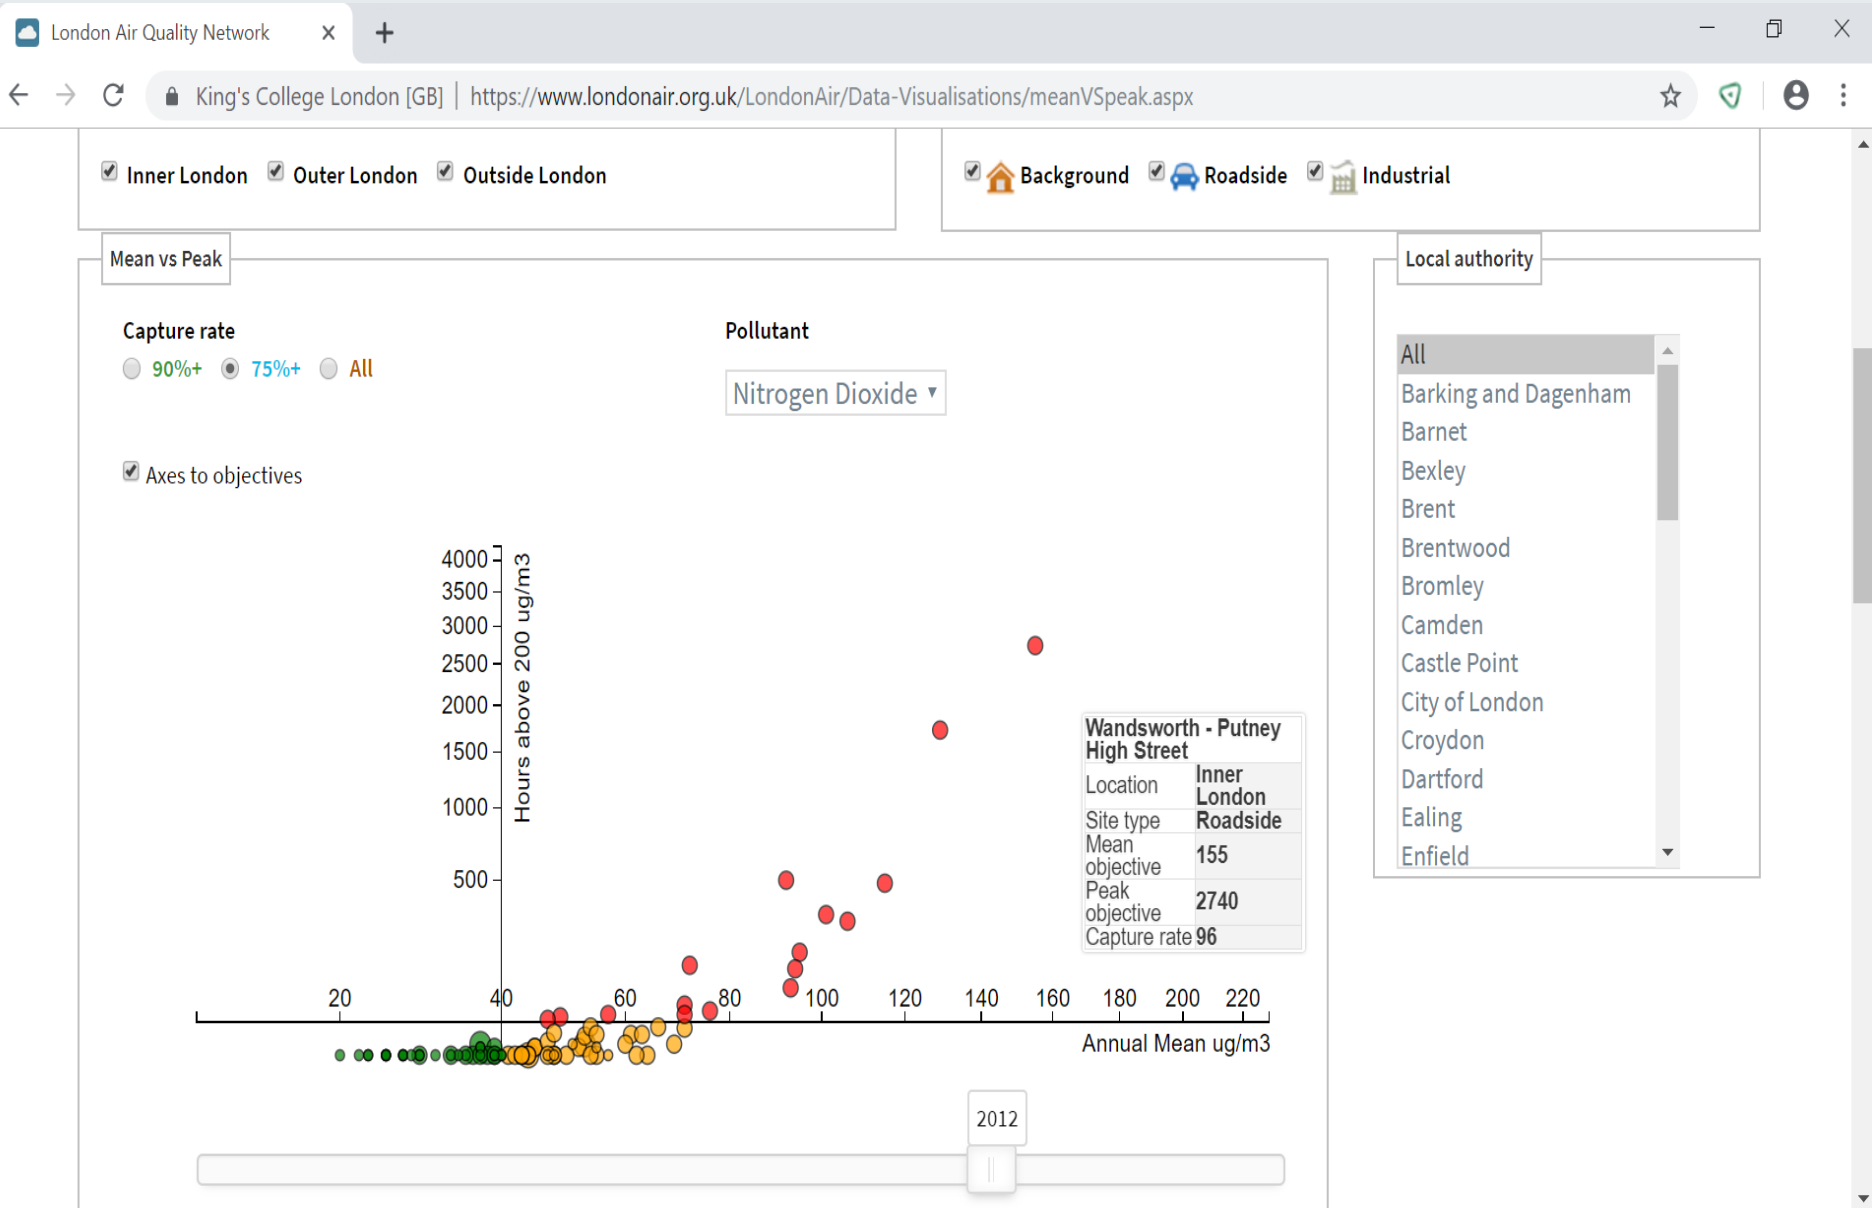 London Air Quality Network
King's College London [GB] | https://www.londonair.org.uk/LondonAir/Data-Visualisations/meanVSpeak.aspx
Inner London Outer London Outside London
Background Roadside Industrial
Mean vs Peak
Local authority
Capture rate
90%+ 75%+ All
Pollutant
Nitrogen Dioxide
Axes to objectives
All
Barking and Dagenham
Barnet
Bexley
Brent
Brentwood
Bromley
Camden
Castle Point
City of London
Croydon
Dartford
Ealing
Enfield
4000
3500
3000
2500
2000
1500
1000
500
Hours above 200 ug/m3
Wandsworth - Putney
High Street
Location Inner
London
Site type Roadside
Mean
objective 155
Peak
objective 2740
Capture rate 96
20 40 60 80 100 120 140 160 180 200 220
Annual Mean ug/m3
2012